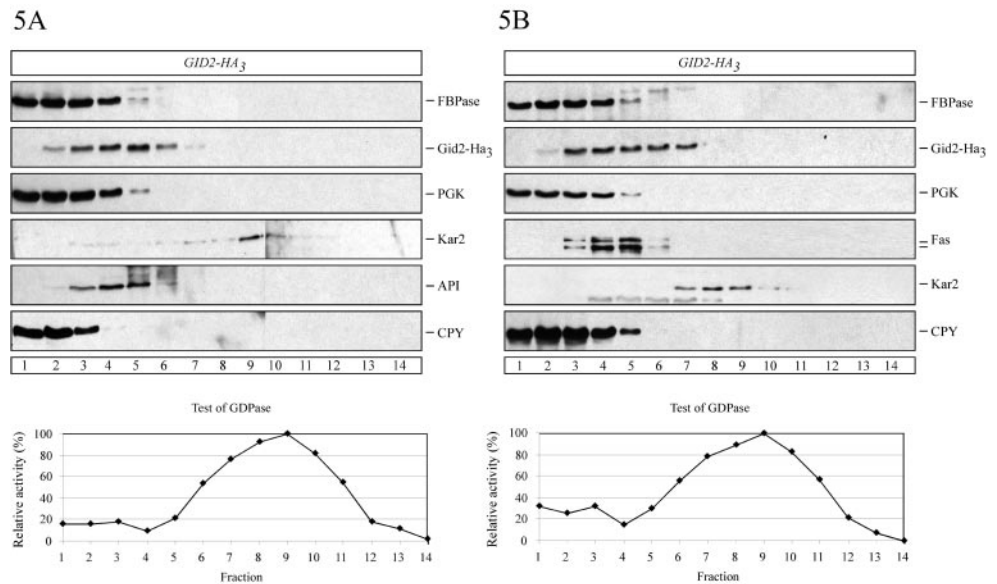 5A
GID2-HA3
FBPase
Gid2-Ha3
PGK
Kar2
API
CPY
1 2 3 4 5 6 7 8 9 10 11 12 13 14
Test of GDPase
Relative activity (%)
100
80
60
40
20
0
1 2 3 4 5 6 7 8 9 10 11 12 13 14
Fraction
5B
GID2-HA3
FBPase
Gid2-Ha3
PGK
Fas
Kar2
CPY
1 2 3 4 5 6 7 8 9 10 11 12 13 14
Test of GDPase
Relative activity (%)
100
80
60
40
20
0
1 2 3 4 5 6 7 8 9 10 11 12 13 14
Fraction